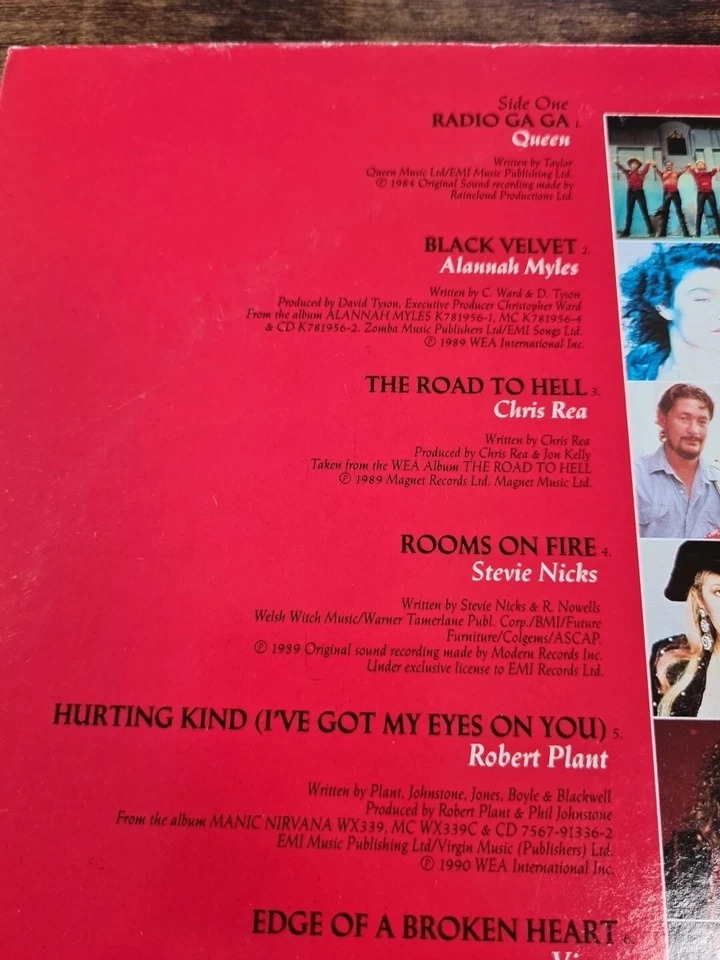 Side One
RADIO GA GA 1.
Queen
Written by Taylor
Queen Music Ltd/EMI Music Publishing Ltd.
℗ 1984 Original Sound recording made by
Raincloud Productions Ltd.
BLACK VELVET 2.
Alannah Myles
Written by C. Ward & D. Tyson
Produced by David Tyson, Executive Producer Christopher Ward
From the album ALANNAH MYLES K781956-1, MC K781956-4
& CD K781956-2. Zomba Music Publishers Ltd/EMI Songs Ltd.
℗ 1989 WEA International Inc.
THE ROAD TO HELL 3.
Chris Rea
Written by Chris Rea
Produced by Chris Rea & Jon Kelly
Taken from the WEA Album THE ROAD TO HELL
℗ 1989 Magnet Records Ltd. Magnet Music Ltd.
ROOMS ON FIRE 4.
Stevie Nicks
Written by Stevie Nicks & R. Nowells
Welsh Witch Music/Warner Tamerlane Publ. Corp./BMI/Future
Furniture/Colgems/ASCAP.
℗ 1989 Original sound recording made by Modern Records Inc.
Under exclusive license to EMI Records Ltd.
HURTING KIND (I'VE GOT MY EYES ON YOU) 5.
Robert Plant
Written by Plant, Johnstone, Jones, Boyle & Blackwell
Produced by Robert Plant & Phil Johnstone
From the album MANIC NIRVANA WX339, MC WX339C & CD 7567-91336-2
EMI Music Publishing Ltd/Virgin Music (Publishers) Ltd.
℗ 1990 WEA International Inc.
EDGE OF A BROKEN HEART 6.